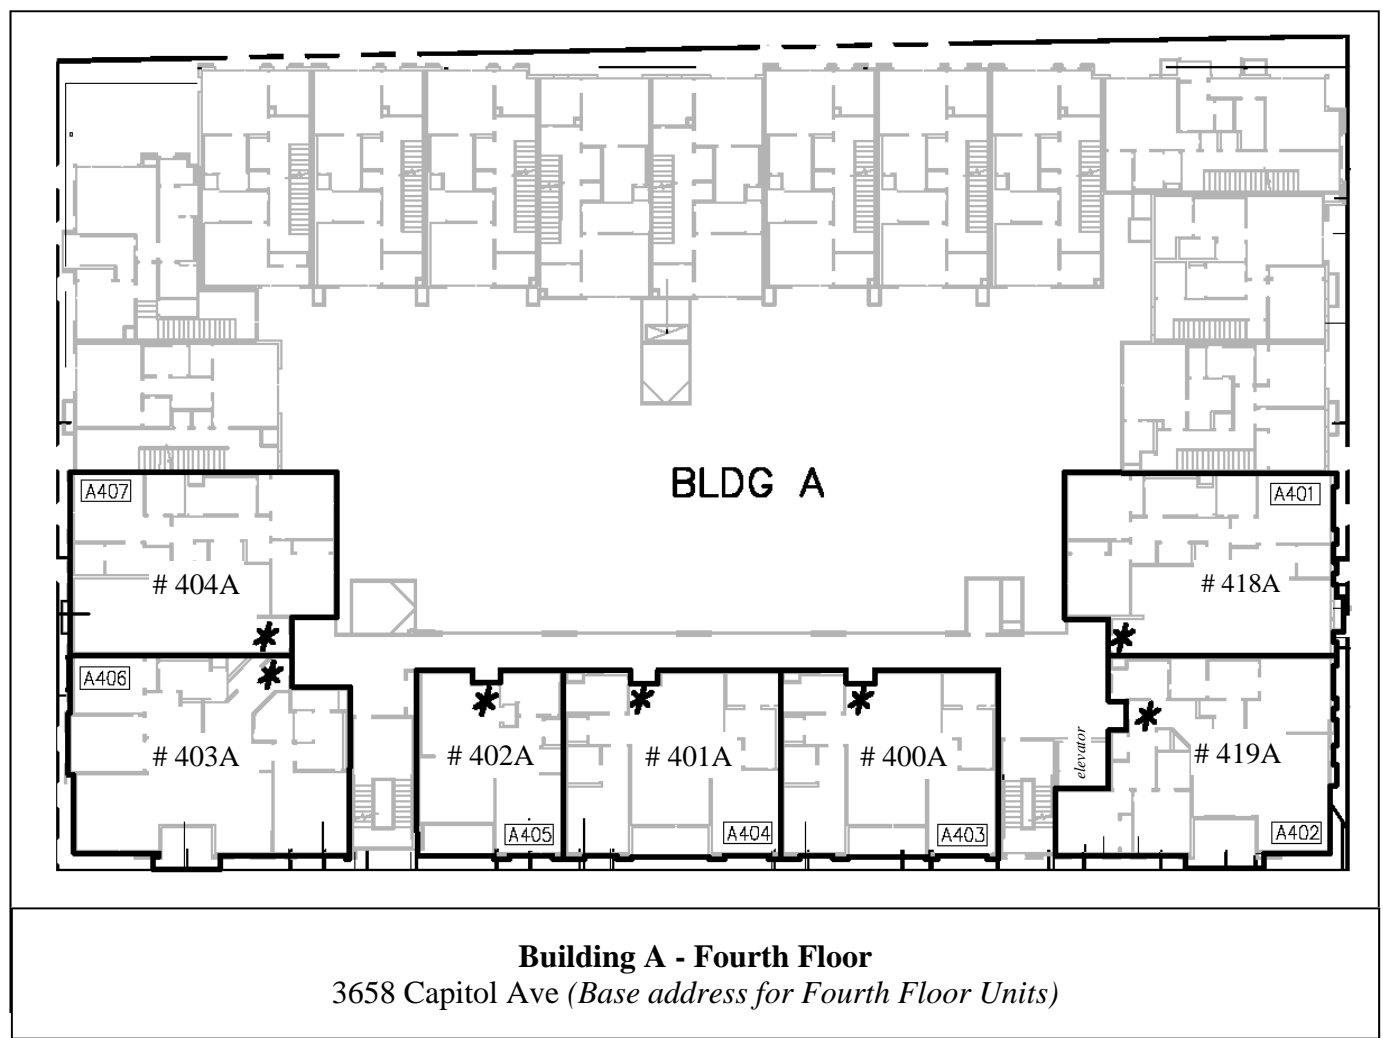 BLDG A
A407
A401
# 404A
# 418A
A406
# 403A
# 402A
# 401A
# 400A
elevator
# 419A
A405
A404
A403
A402
Building A - Fourth Floor
3658 Capitol Ave (Base address for Fourth Floor Units)